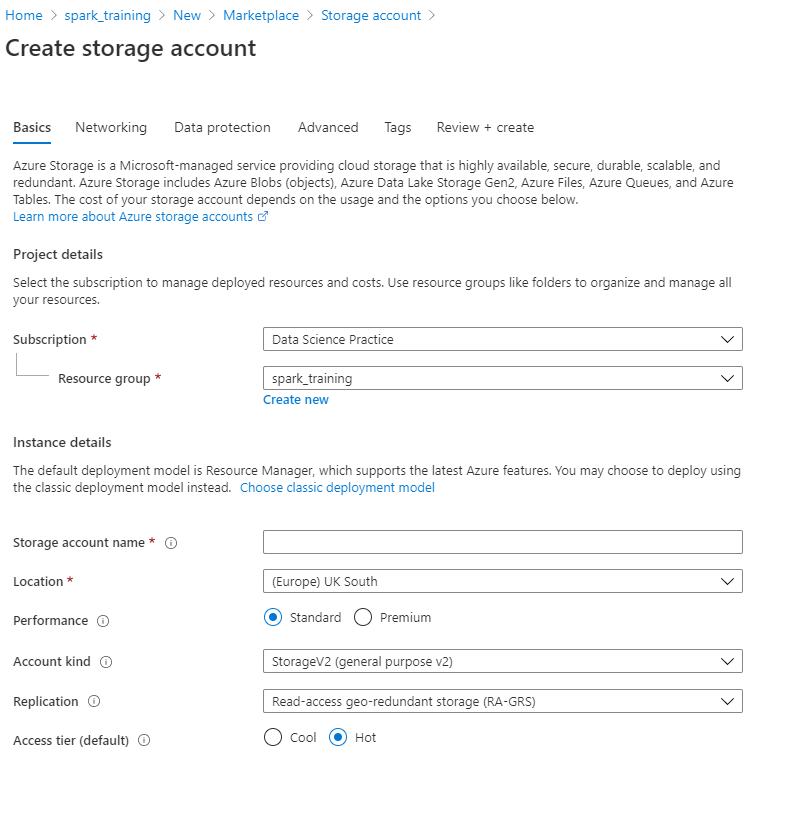 Home > spark_training > New > Marketplace > Storage account >
Create storage account
Basics Networking Data protection Advanced Tags Review + create
Azure Storage is a Microsoft-managed service providing cloud storage that is highly available, secure, durable, scalable, and
redundant. Azure Storage includes Azure Blobs (objects), Azure Data Lake Storage Gen2, Azure Files, Azure Queues, and Azure
Tables. The cost of your storage account depends on the usage and the options you choose below.
Learn more about Azure storage accounts
Project details
Select the subscription to manage deployed resources and costs. Use resource groups like folders to organize and manage all
your resources.
Subscription * Data Science Practice
Resource group * spark_training
Create new
Instance details
The default deployment model is Resource Manager, which supports the latest Azure features. You may choose to deploy using
the classic deployment model instead. Choose classic deployment model
Storage account name *
Location * (Europe) UK South
Performance Standard Premium
Account kind StorageV2 (general purpose v2)
Replication Read-access geo-redundant storage (RA-GRS)
Access tier (default) Cool Hot